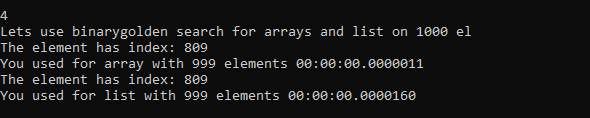 4
Lets use binarygolden search for arrays and list on 1000 el
The element has index: 809
You used for array with 999 elements 00:00:00.0000011
The element has index: 809
You used for list with 999 elements 00:00:00.0000160